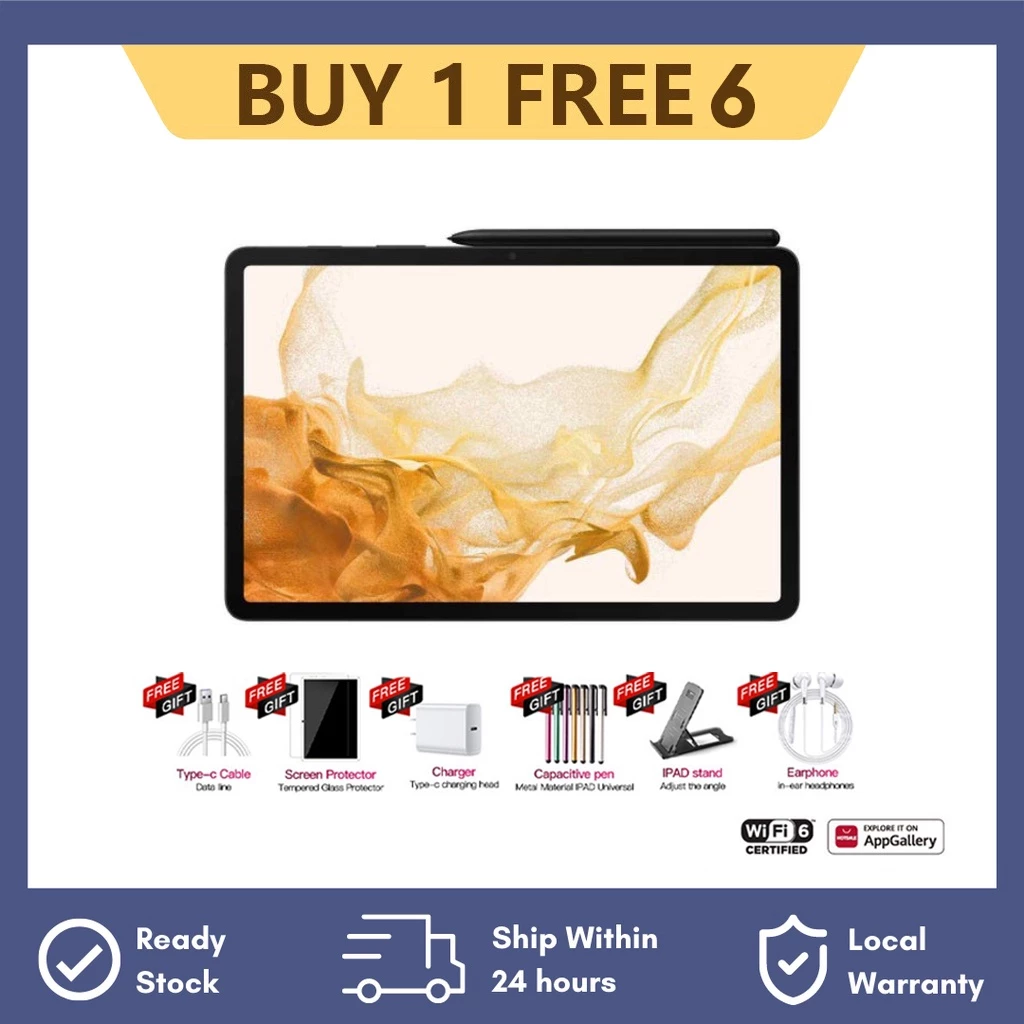 BUY 1 FREE 6
FREE GIFT
FREE GIFT
FREE GIFT
FREE GIFT
FREE GIFT
FREE GIFT
Type-c Cable
Data line
Screen Protector
Tempered Glass Protector
Charger
Type-c charging head
Capacitive pen
Metal Material IPAD Universal
IPAD stand
Adjust the angle
Earphone
in-ear headphones
Wi Fi 6
CERTIFIED
EXPLORE IT ON
AppGallery
Ready
Stock
Ship Within
24 hours
Local
Warranty